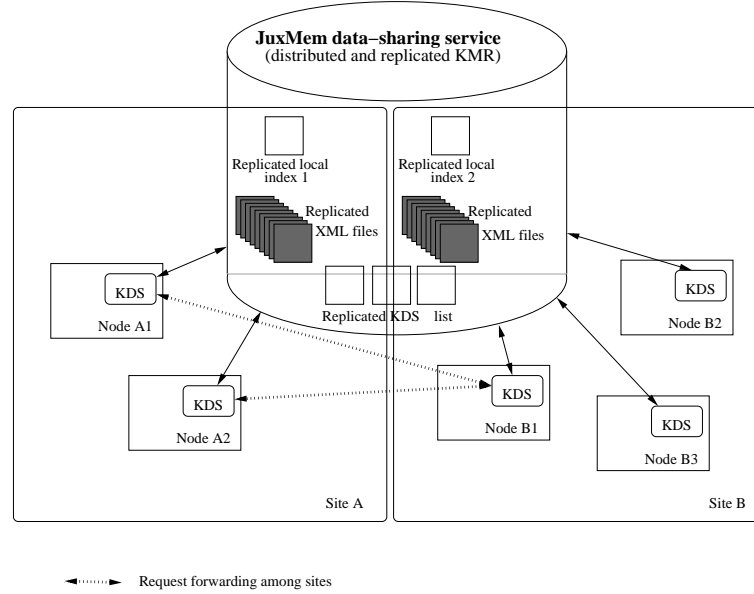 JuxMem data–sharing service
(distributed and replicated KMR)
Replicated local
index 1
Replicated local
index 2
Replicated
XML files
Replicated
XML files
KDS
Node A1
Replicated KDS list
KDS
Node B2
KDS
Node A2
KDS
Node B1
KDS
Node B3
Site A
Site B
Request forwarding among sites